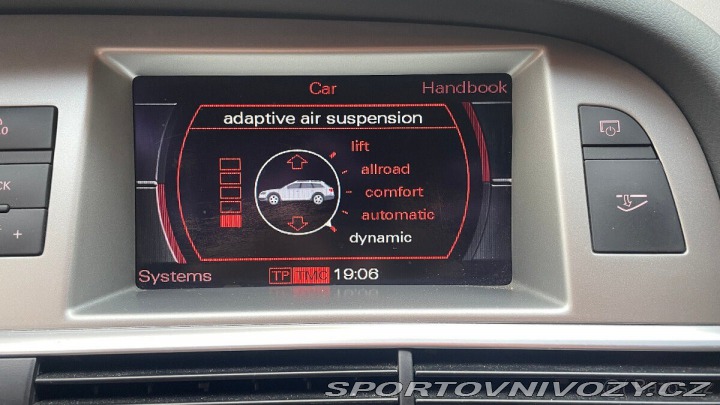 Car
Handbook
adaptive air suspension
lift
allroad
comfort
automatic
dynamic
Systems
TP TMC 19:06
SPORTOVNIVOZY.CZ